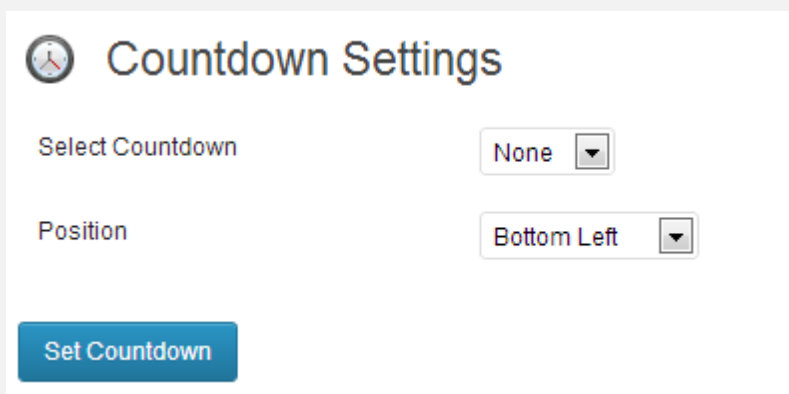 Countdown Settings
Select Countdown None
Position Bottom Left
Set Countdown